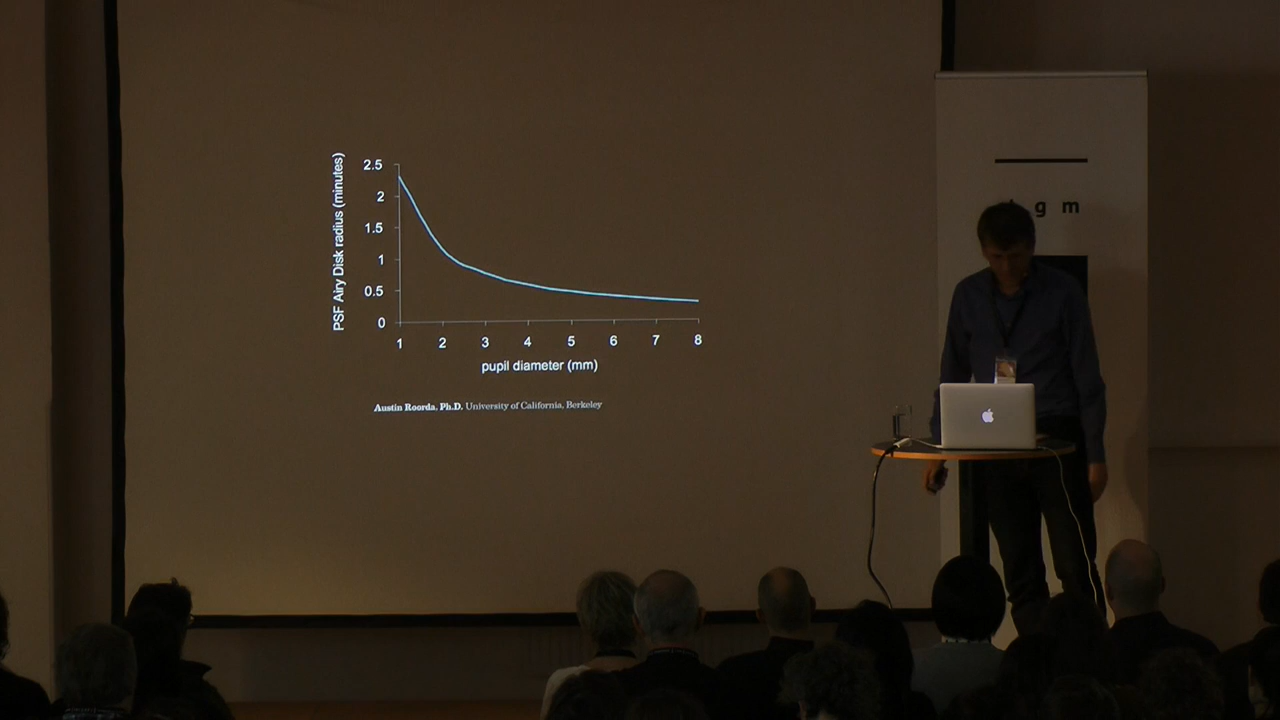 PSF Airy Disk radius (minutes)
2.5
2
1.5
1
0.5
0
1 2 3 4 5 6 7 8
pupil diameter (mm)
Austin Roorda, Ph.D. University of California, Berkeley
g m